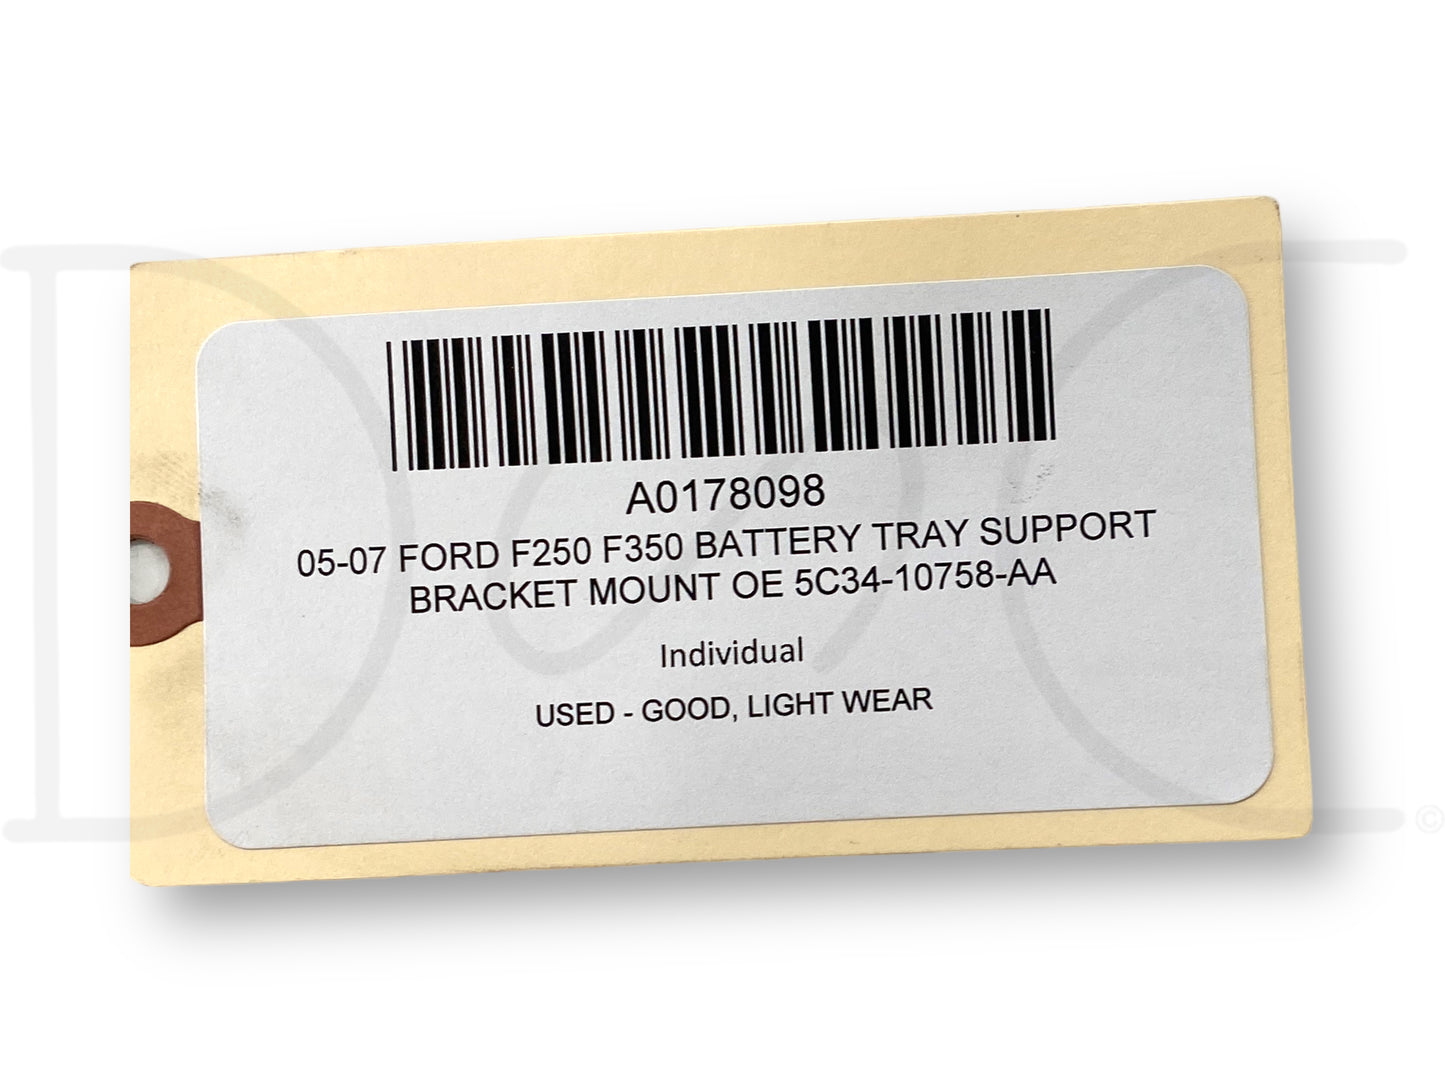 A0178098
05-07 FORD F250 F350 BATTERY TRAY SUPPORT
BRACKET MOUNT OE 5C34-10758-AA
Individual
USED - GOOD, LIGHT WEAR
©